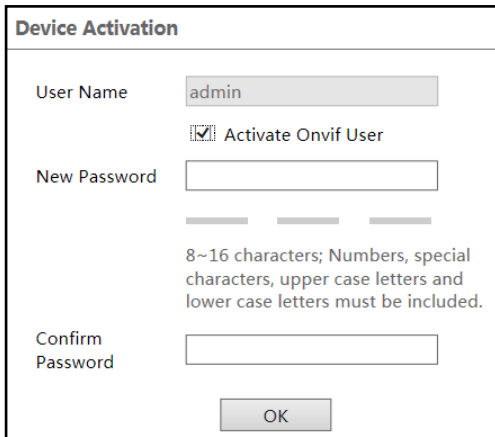 Device Activation
User Name
admin
Activate Onvif User
New Password
8~16 characters; Numbers, special
characters, upper case letters and
lower case letters must be included.
Confirm
Password
OK